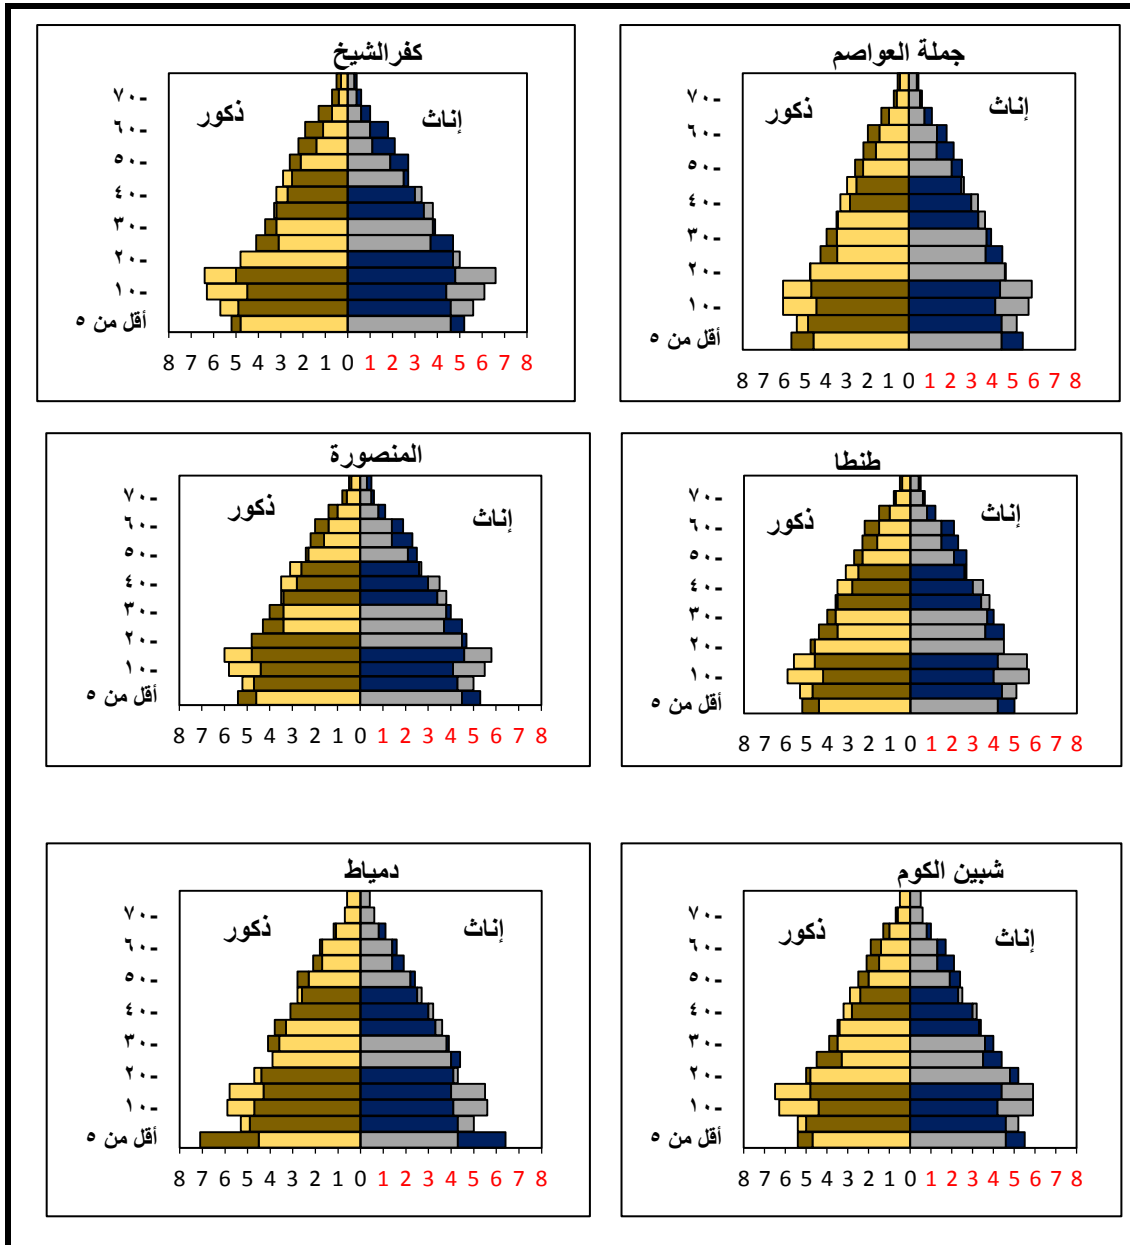 جملة العواصم
ذكور
إناث
٧٠-
٦٠-
٥٠-
٤٠-
٣٠-
٢٠-
١٠-
أقل من ٥
8 7 6 5 4 3 2 1 0 1 2 3 4 5 6 7 8
كفرالشيخ
ذكور
إناث
٧٠-
٦٠-
٥٠-
٤٠-
٣٠-
٢٠-
١٠-
أقل من ٥
8 7 6 5 4 3 2 1 0 1 2 3 4 5 6 7 8
طنطا
ذكور
إناث
٧٠-
٦٠-
٥٠-
٤٠-
٣٠-
٢٠-
١٠-
أقل من ٥
8 7 6 5 4 3 2 1 0 1 2 3 4 5 6 7 8
المنصورة
ذكور
إناث
٧٠-
٦٠-
٥٠-
٤٠-
٣٠-
٢٠-
١٠-
أقل من ٥
8 7 6 5 4 3 2 1 0 1 2 3 4 5 6 7 8
شبين الكوم
ذكور
إناث
٧٠-
٦٠-
٥٠-
٤٠-
٣٠-
٢٠-
١٠-
أقل من ٥
8 7 6 5 4 3 2 1 0 1 2 3 4 5 6 7 8
دمياط
ذكور
إناث
٧٠-
٦٠-
٥٠-
٤٠-
٣٠-
٢٠-
١٠-
أقل من ٥
8 7 6 5 4 3 2 1 0 1 2 3 4 5 6 7 8